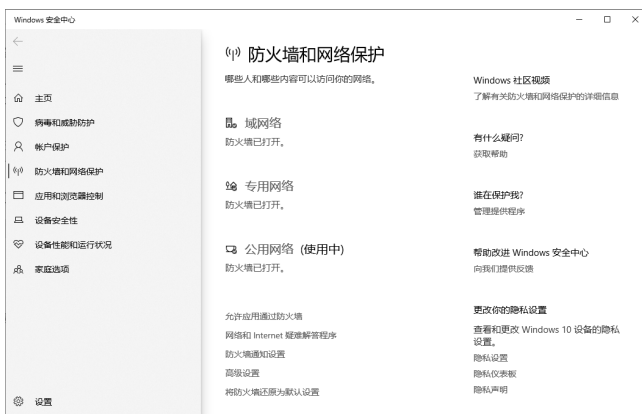 Windows 安全中心
主页
病毒和威胁防护
帐户保护
防火墙和网络保护
应用和浏览器控制
设备安全性
设备性能和运行状况
家庭选项
设置
防火墙和网络保护
哪些人和哪些内容可以访问你的网络。
域网络
防火墙已打开。
专用网络
防火墙已打开。
公用网络 (使用中)
防火墙已打开。
允许应用通过防火墙
网络和 Internet 疑难解答程序
防火墙通知设置
高级设置
将防火墙还原为默认设置
Windows 社区视频
了解有关防火墙和网络保护的详细信息
有什么疑问?
获取帮助
谁在保护我?
管理提供程序
帮助改进 Windows 安全中心
向我们提供反馈
更改你的隐私设置
查看和更改 Windows 10 设备的隐私
设置。
隐私设置
隐私仪表板
隐私声明